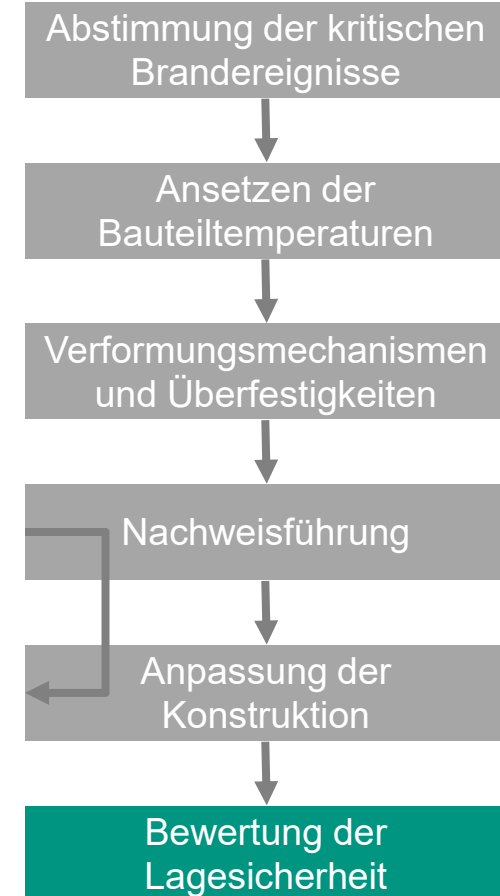 Abstimmung der kritischen
Brandereignisse
Ansetzen der
Bauteiltemperaturen
Verformungsmechanismen
und Überfestigkeiten
Nachweisführung
Anpassung der
Konstruktion
Bewertung der
Lagesicherheit